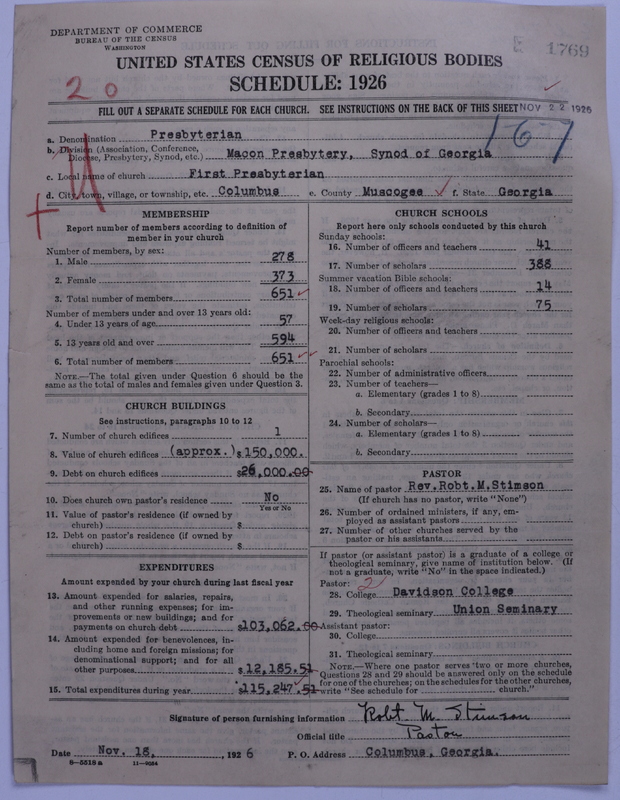 DEPARTMENT OF COMMERCE
BUREAU OF THE CENSUS
WASHINGTON
1769
UNITED STATES CENSUS OF RELIGIOUS BODIES
SCHEDULE: 1926
20
FILL OUT A SEPARATE SCHEDULE FOR EACH CHURCH. SEE INSTRUCTIONS ON THE BACK OF THIS SHEET
NOV 22 1926
167
a. Denomination Presbyterian
b. Division (Association, Conference, Diocese, Presbytery, Synod, etc.) Macon Presbytery, Synod of Georgia
c. Local name of church First Presbyterian
d. City, town, village, or township, etc. Columbus e. County Muscogee f. State Georgia
MEMBERSHIP
Report number of members according to definition of
member in your church
Number of members, by sex:
1. Male 278
2. Female 373
3. Total number of members 651
Number of members under and over 13 years old:
4. Under 13 years of age 57
5. 13 years old and over 594
6. Total number of members 651
NOTE.—The total given under Question 6 should be
same as the total of males and females given under Question 3.
CHURCH BUILDINGS
See instructions, paragraphs 10 to 12
7. Number of church edifices 1
8. Value of church edifices (approx.) $150,000.
9. Debt on church edifices $26,000.00
10. Does church own pastor's residence No
Yes or No
11. Value of pastor's residence (if owned by
church) $
12. Debt on pastor's residence (if owned by
church) $
EXPENDITURES
Amount expended by your church during last fiscal year
13. Amount expended for salaries, repairs,
and other running expenses; for im-
provements or new buildings; and for
payments on church debt $103,062.00
14. Amount expended for benevolences, in-
cluding home and foreign missions; for
denominational support; and for all
other purposes $12,185.51
15. Total expenditures during year $115,247.51
CHURCH SCHOOLS
Report here only schools conducted by this church
Sunday schools:
16. Number of officers and teachers 41
17. Number of scholars 388
Summer vacation Bible schools:
18. Number of officers and teachers 14
19. Number of scholars 75
Week-day religious schools:
20. Number of officers and teachers
21. Number of scholars
Parochial schools:
22. Number of administrative officers
23. Number of teachers—
a. Elementary (grades 1 to 8)
b. Secondary
24. Number of scholars—
a. Elementary (grades 1 to 8)
b. Secondary
PASTOR
25. Name of pastor Rev.Robt.M.Stimson
(If church has no pastor, write "None")
26. Number of ordained ministers, if any, em-
ployed as assistant pastors
27. Number of other churches served by the
pastor or his assistants
If pastor (or assistant pastor) is a graduate of a college or
theological seminary, give name of institution below. (If
not a graduate, write "No" in the space indicated.)
Pastor: 2
28. College Davidson College
29. Theological seminary Union Seminary
Assistant pastor:
30. College
31. Theological seminary
NOTE.—Where one pastor serves two or more churches,
Questions 28 and 29 should be answered only on the schedule
for one of the churches; on the schedules for the other churches,
write "See schedule for church."
Signature of person furnishing information Robt M. Stimson
Official title Pastor
Date Nov. 18, 1926 P. O. Address Columbus, Georgia.
8—5518 a 11—9684